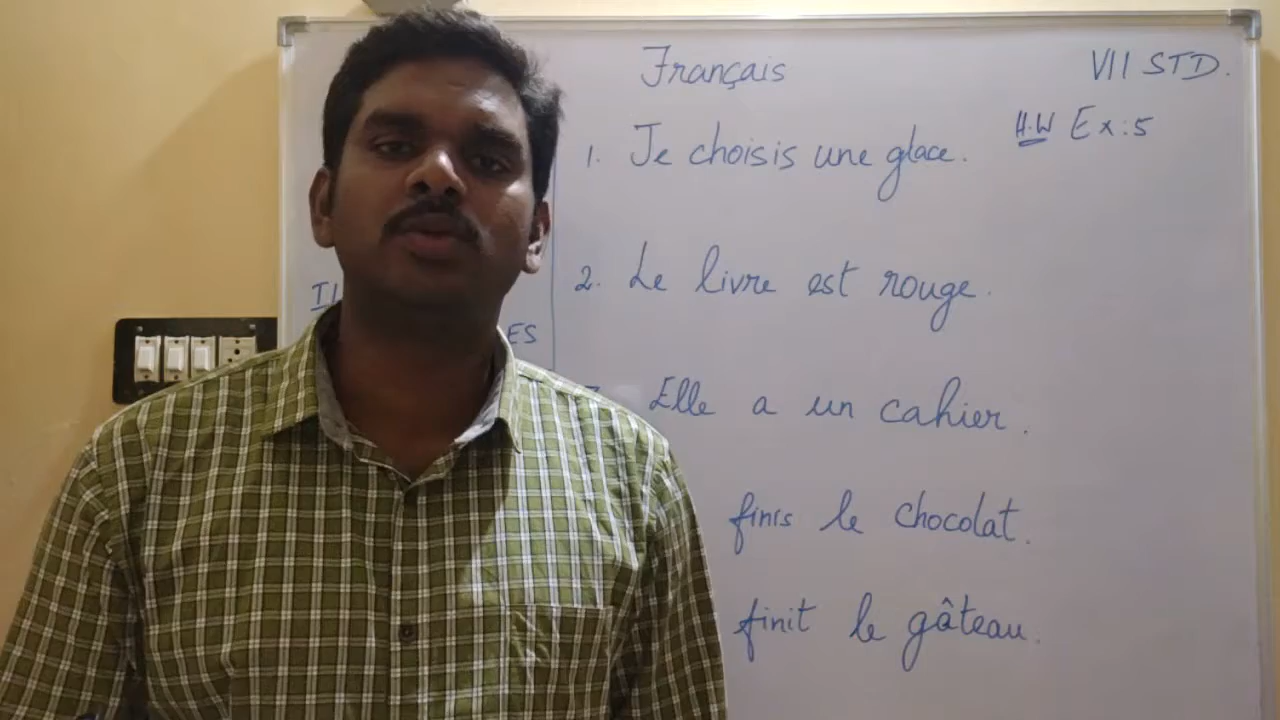 Français
VII STD.
H.W Ex:5
1. Je choisis une glace.
2. Le livre est rouge.
ES
Elle a un cahier.
finis le chocolat.
finit le gâteau.